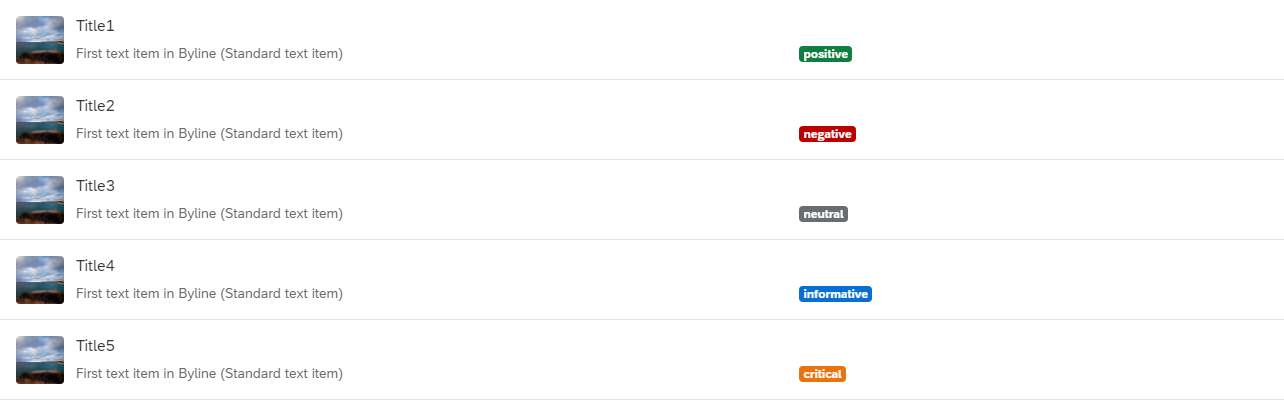 Title1
First text item in Byline (Standard text item) positive
Title2
First text item in Byline (Standard text item) negative
Title3
First text item in Byline (Standard text item) neutral
Title4
First text item in Byline (Standard text item) informative
Title5
First text item in Byline (Standard text item) critical